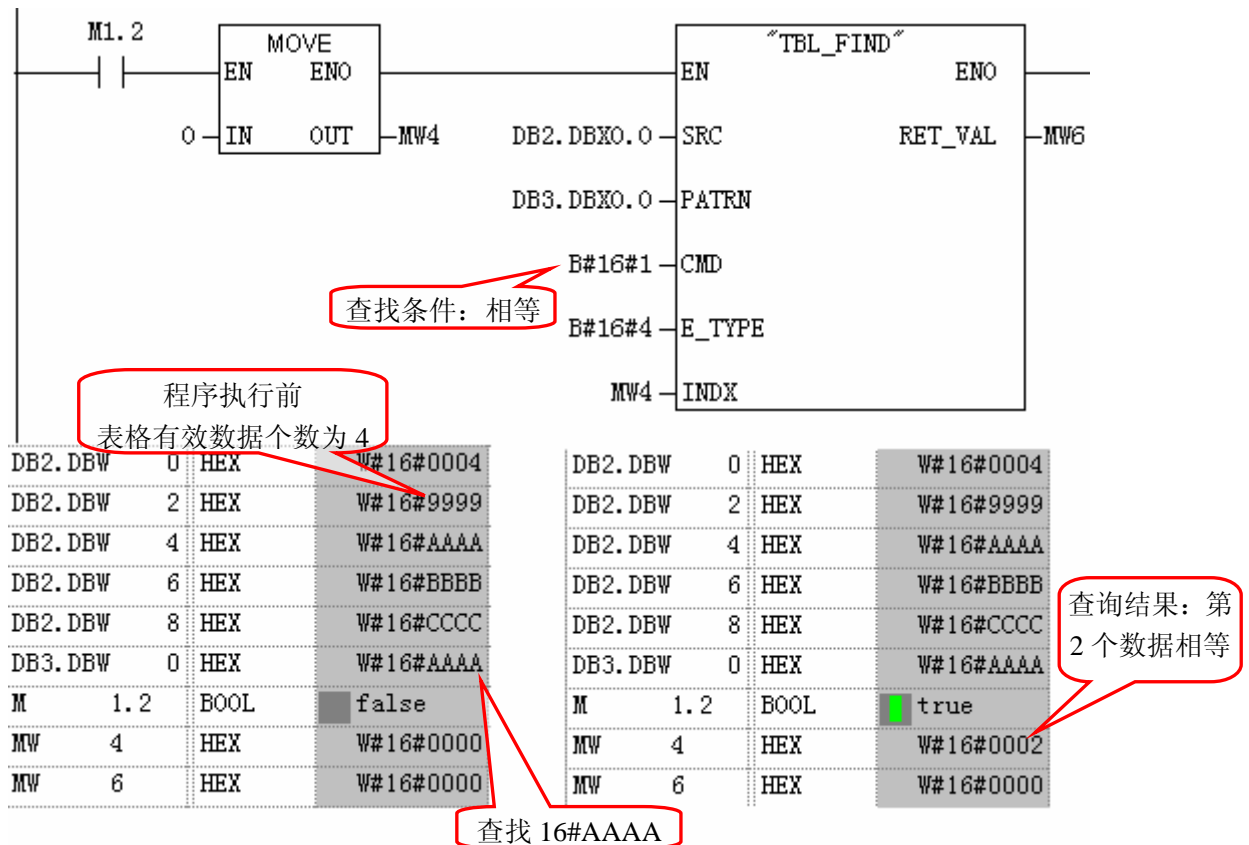 M1.2
MOVE
EN ENO
0 IN OUT MW4
"TBL_FIND"
EN ENO
DB2.DBX0.0 SRC RET_VAL MW6
DB3.DBX0.0 PATRN
B#16#1 CMD
查找条件：相等
B#16#4 E_TYPE
MW4 INDX
程序执行前
表格有效数据个数为 4
DB2.DBW 0 HEX W#16#0004
DB2.DBW 2 HEX W#16#9999
DB2.DBW 4 HEX W#16#AAAA
DB2.DBW 6 HEX W#16#BBBB
DB2.DBW 8 HEX W#16#CCCC
DB3.DBW 0 HEX W#16#AAAA
M 1.2 BOOL false
MW 4 HEX W#16#0000
MW 6 HEX W#16#0000
DB2.DBW 0 HEX W#16#0004
DB2.DBW 2 HEX W#16#9999
DB2.DBW 4 HEX W#16#AAAA
DB2.DBW 6 HEX W#16#BBBB
DB2.DBW 8 HEX W#16#CCCC
DB3.DBW 0 HEX W#16#AAAA
M 1.2 BOOL true
MW 4 HEX W#16#0002
MW 6 HEX W#16#0000
查询结果：第
2 个数据相等
查找 16#AAAA